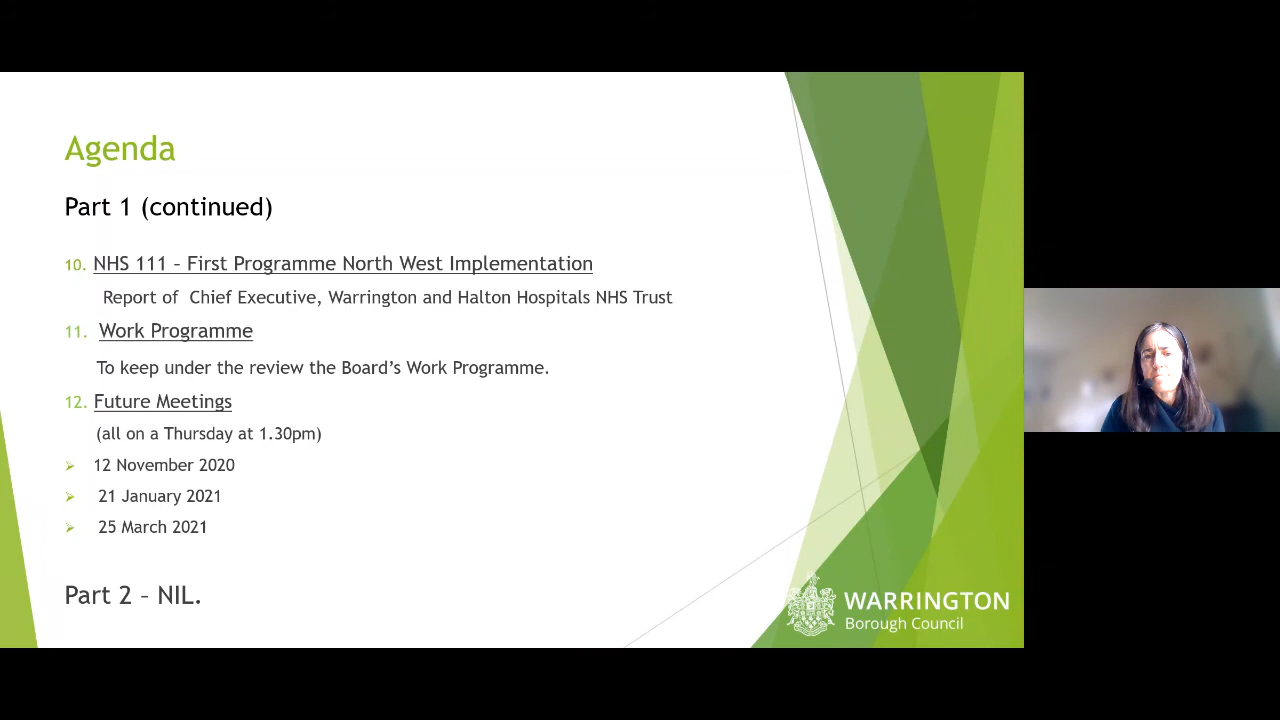 Agenda
Part 1 (continued)
10. NHS 111 – First Programme North West Implementation
Report of Chief Executive, Warrington and Halton Hospitals NHS Trust
11. Work Programme
To keep under the review the Board's Work Programme.
12. Future Meetings
(all on a Thursday at 1.30pm)
12 November 2020
21 January 2021
25 March 2021
Part 2 – NIL.
WARRINGTON
Borough Council